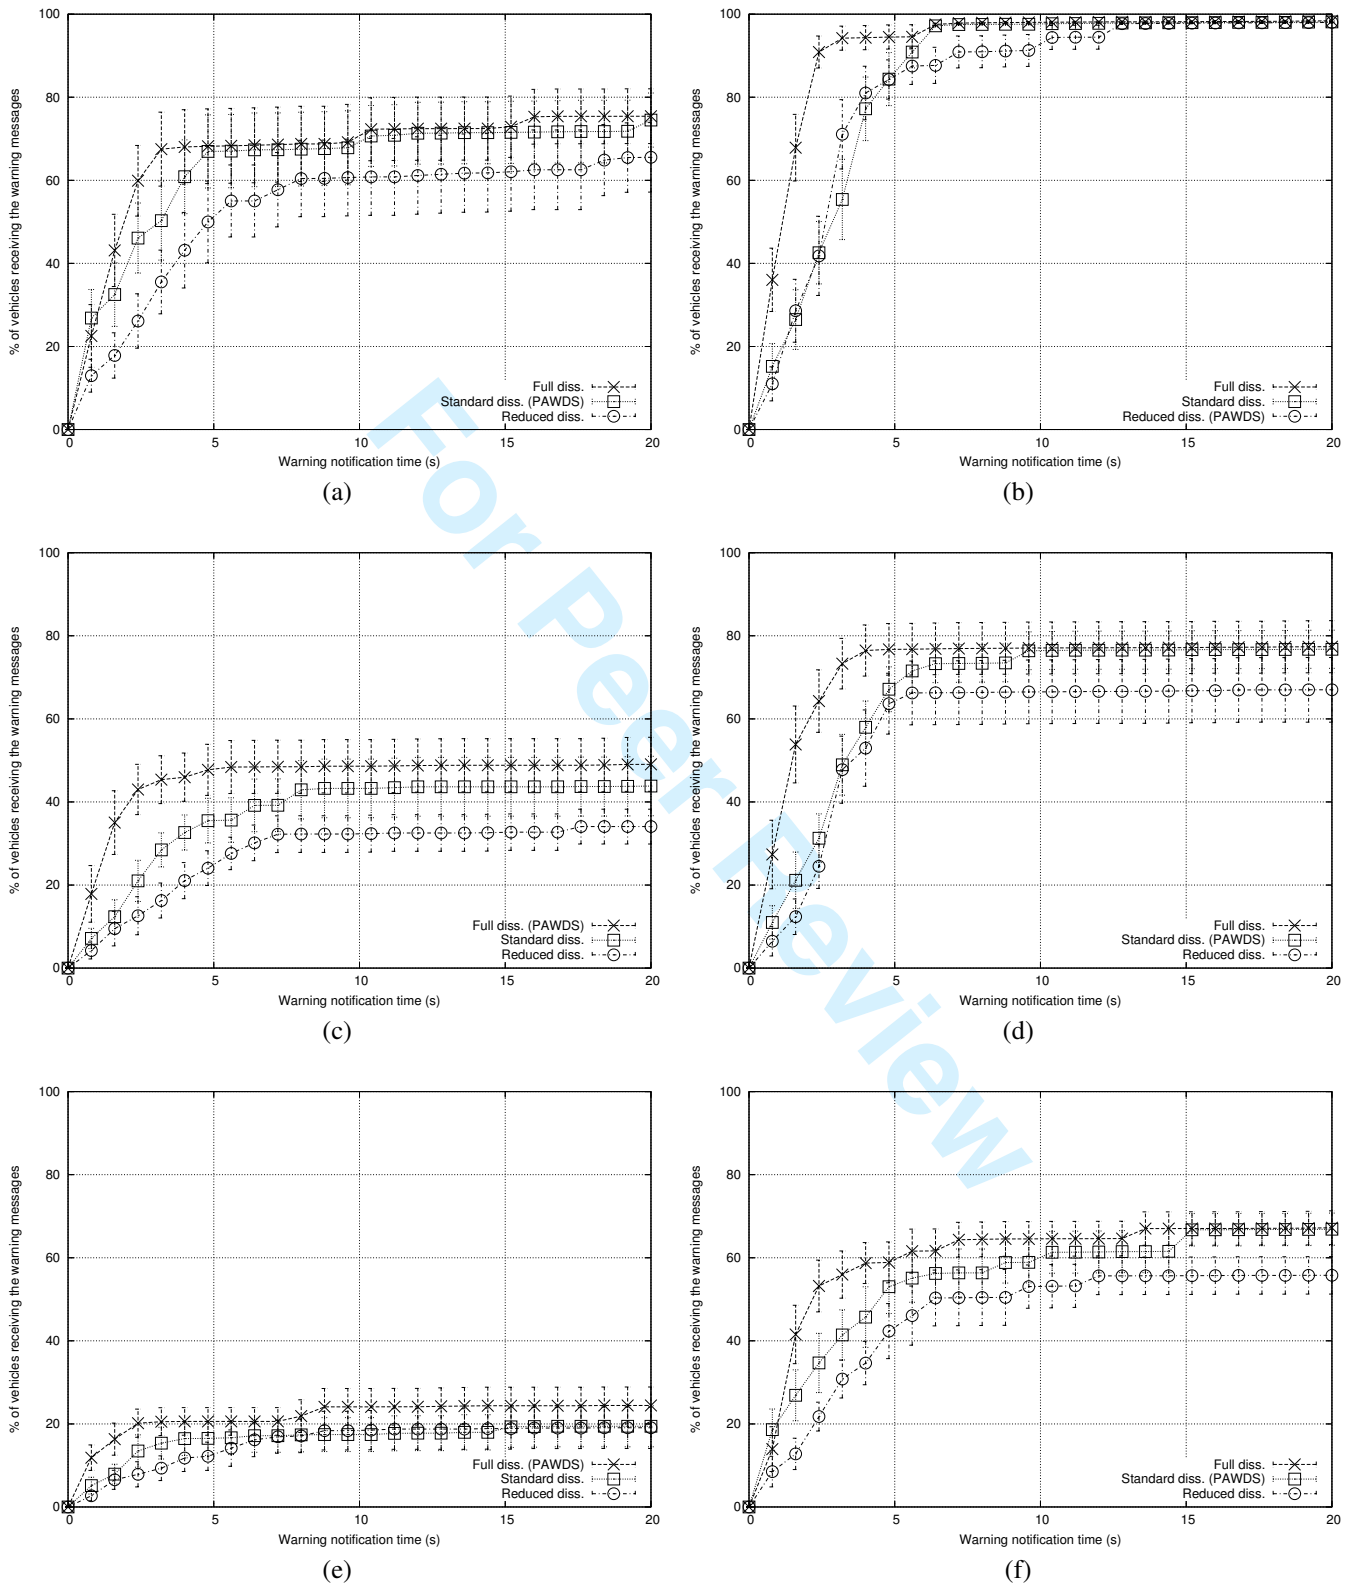 100
80
60
40
20
0
% of vehicles receiving the warning messages
Full diss.
Standard diss. (PAWDS)
Reduced diss.
0 5 10 15 20
Warning notification time (s)
(a)
100
80
60
40
20
0
% of vehicles receiving the warning messages
Full diss.
Standard diss.
Reduced diss. (PAWDS)
0 5 10 15 20
Warning notification time (s)
(b)
100
80
60
40
20
0
% of vehicles receiving the warning messages
Full diss. (PAWDS)
Standard diss.
Reduced diss.
0 5 10 15 20
Warning notification time (s)
(c)
100
80
60
40
20
0
% of vehicles receiving the warning messages
Full diss.
Standard diss. (PAWDS)
Reduced diss.
0 5 10 15 20
Warning notification time (s)
(d)
100
80
60
40
20
0
% of vehicles receiving the warning messages
Full diss. (PAWDS)
Standard diss.
Reduced diss.
0 5 10 15 20
Warning notification time (s)
(e)
100
80
60
40
20
0
% of vehicles receiving the warning messages
Full diss.
Standard diss. (PAWDS)
Reduced diss.
0 5 10 15 20
Warning notification time (s)
(f)
For Peer Review